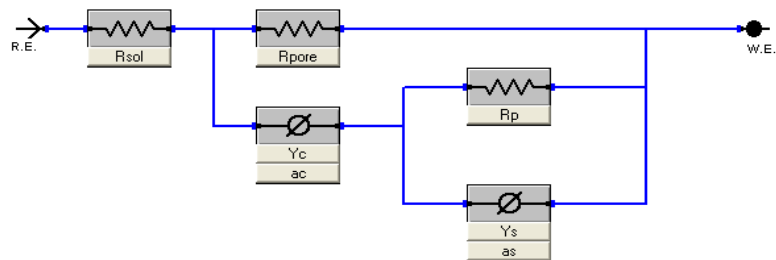 R.E.
Rsol
Rpore
W.E.
Rp
Yc
ac
Ys
as